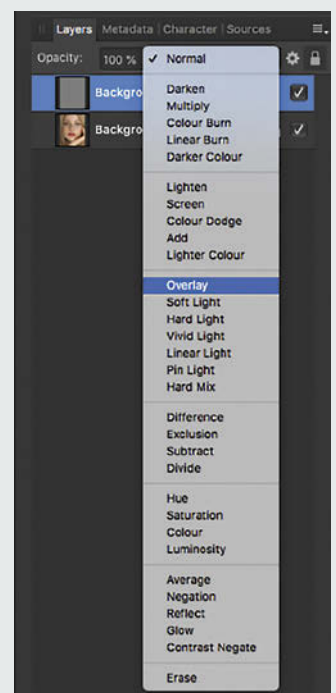 Layers Metadata Character Sources
Opacity: 100 % ✓ Normal
Darken
Backgro
Multiply
Colour Burn
Linear Burn
Backgro
Darker Colour
Lighten
Screen
Colour Dodge
Add
Lighter Colour
Overlay
Soft Light
Hard Light
Vivid Light
Linear Light
Pin Light
Hard Mix
Difference
Exclusion
Subtract
Divide
Hue
Saturation
Colour
Luminosity
Average
Negation
Reflect
Glow
Contrast Negate
Erase